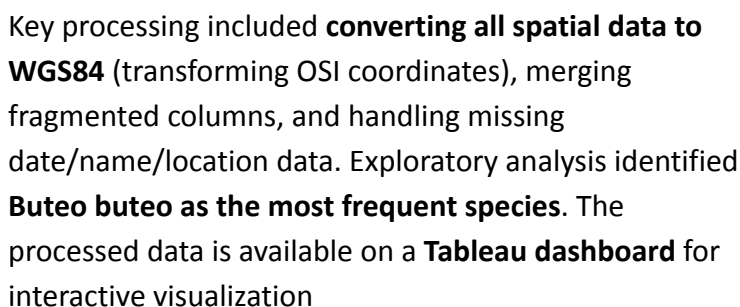 Key processing included converting all spatial data to
WGS84 (transforming OSI coordinates), merging
fragmented columns, and handling missing
date/name/location data. Exploratory analysis identified
Buteo buteo as the most frequent species. The
processed data is available on a Tableau dashboard for
interactive visualization